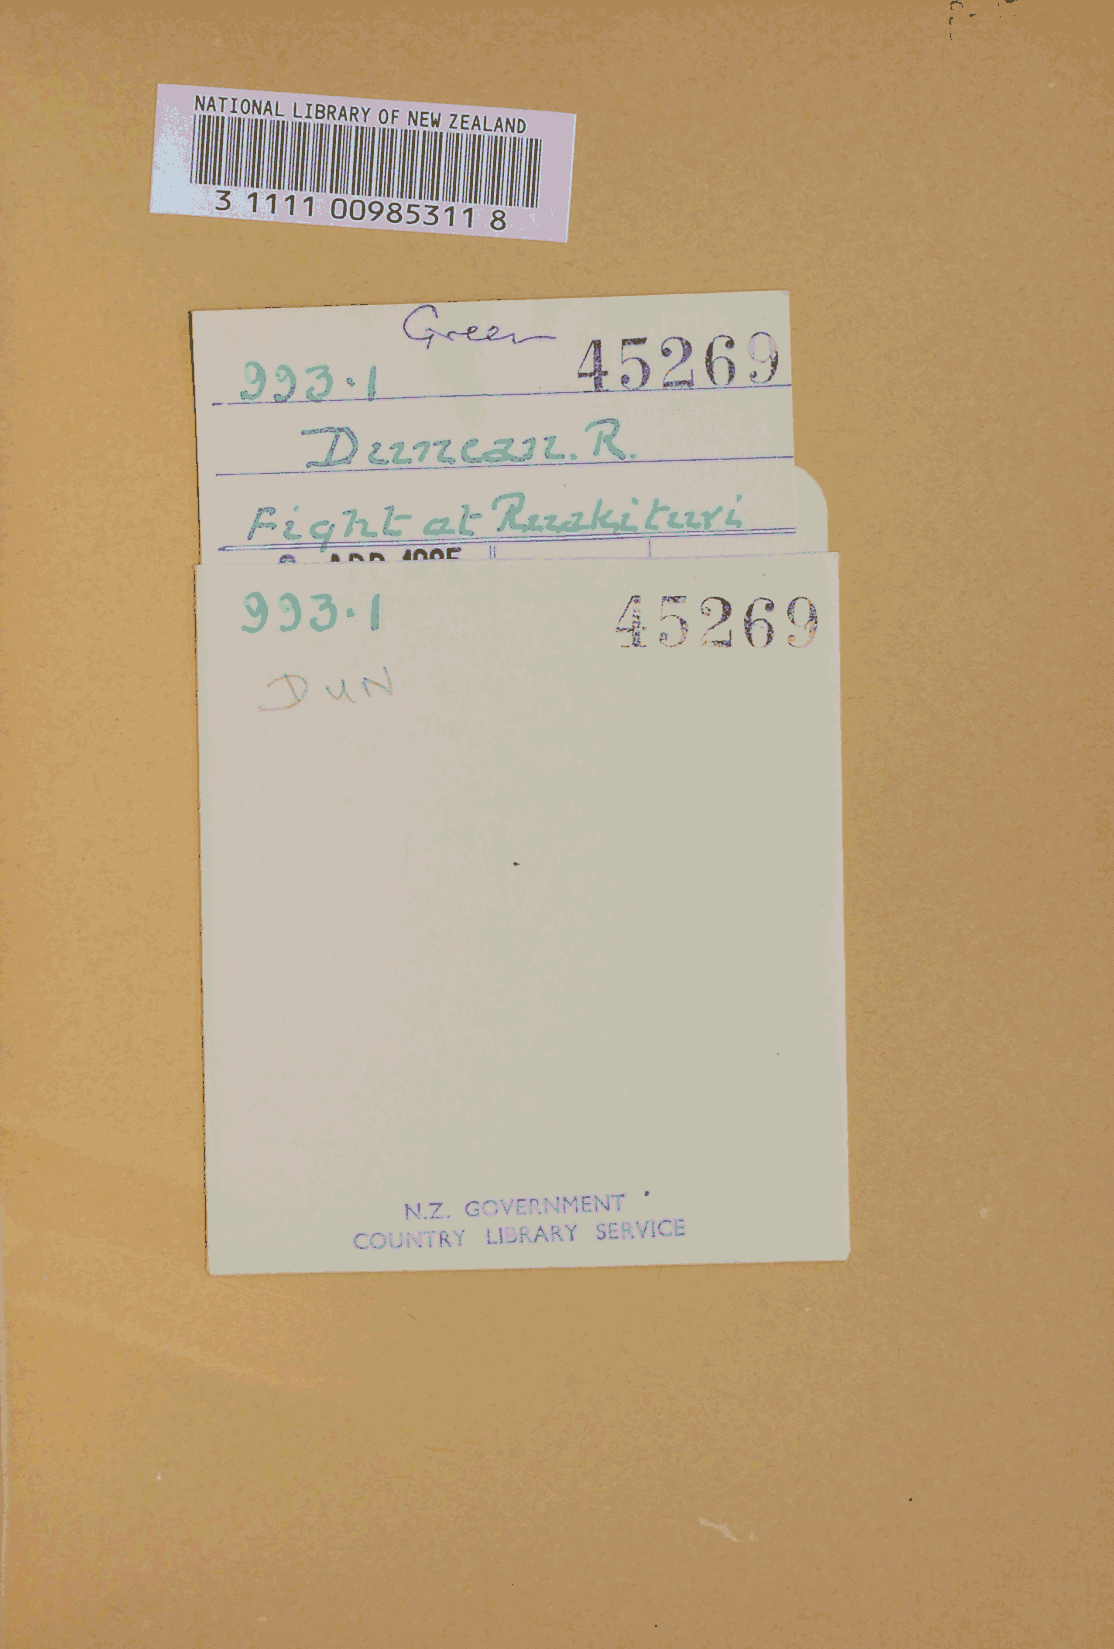 NATIONAL LIBRARY OF NEW ZEALAND
3 1111 00985311 8
Green
993.1 45269
Duncan. R.
Fight at Ruakituri
993.1 45269
DUN
N.Z. GOVERNMENT
COUNTRY LIBRARY SERVICE